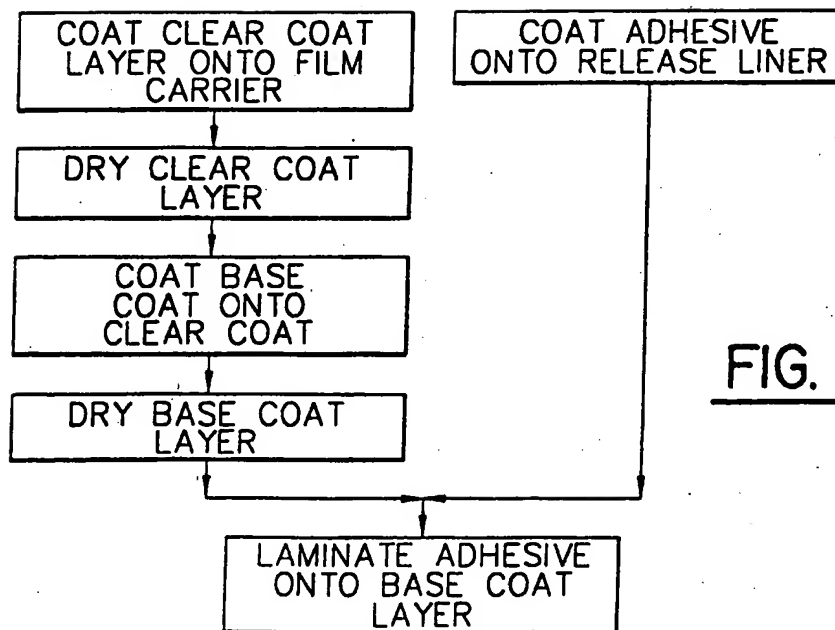 COAT CLEAR COAT
LAYER ONTO FILM
CARRIER
COAT ADHESIVE
ONTO RELEASE LINER
DRY CLEAR COAT
LAYER
COAT BASE
COAT ONTO
CLEAR COAT
FIG.
DRY BASE COAT
LAYER
LAMINATE ADHESIVE
ONTO BASE COAT
LAYER